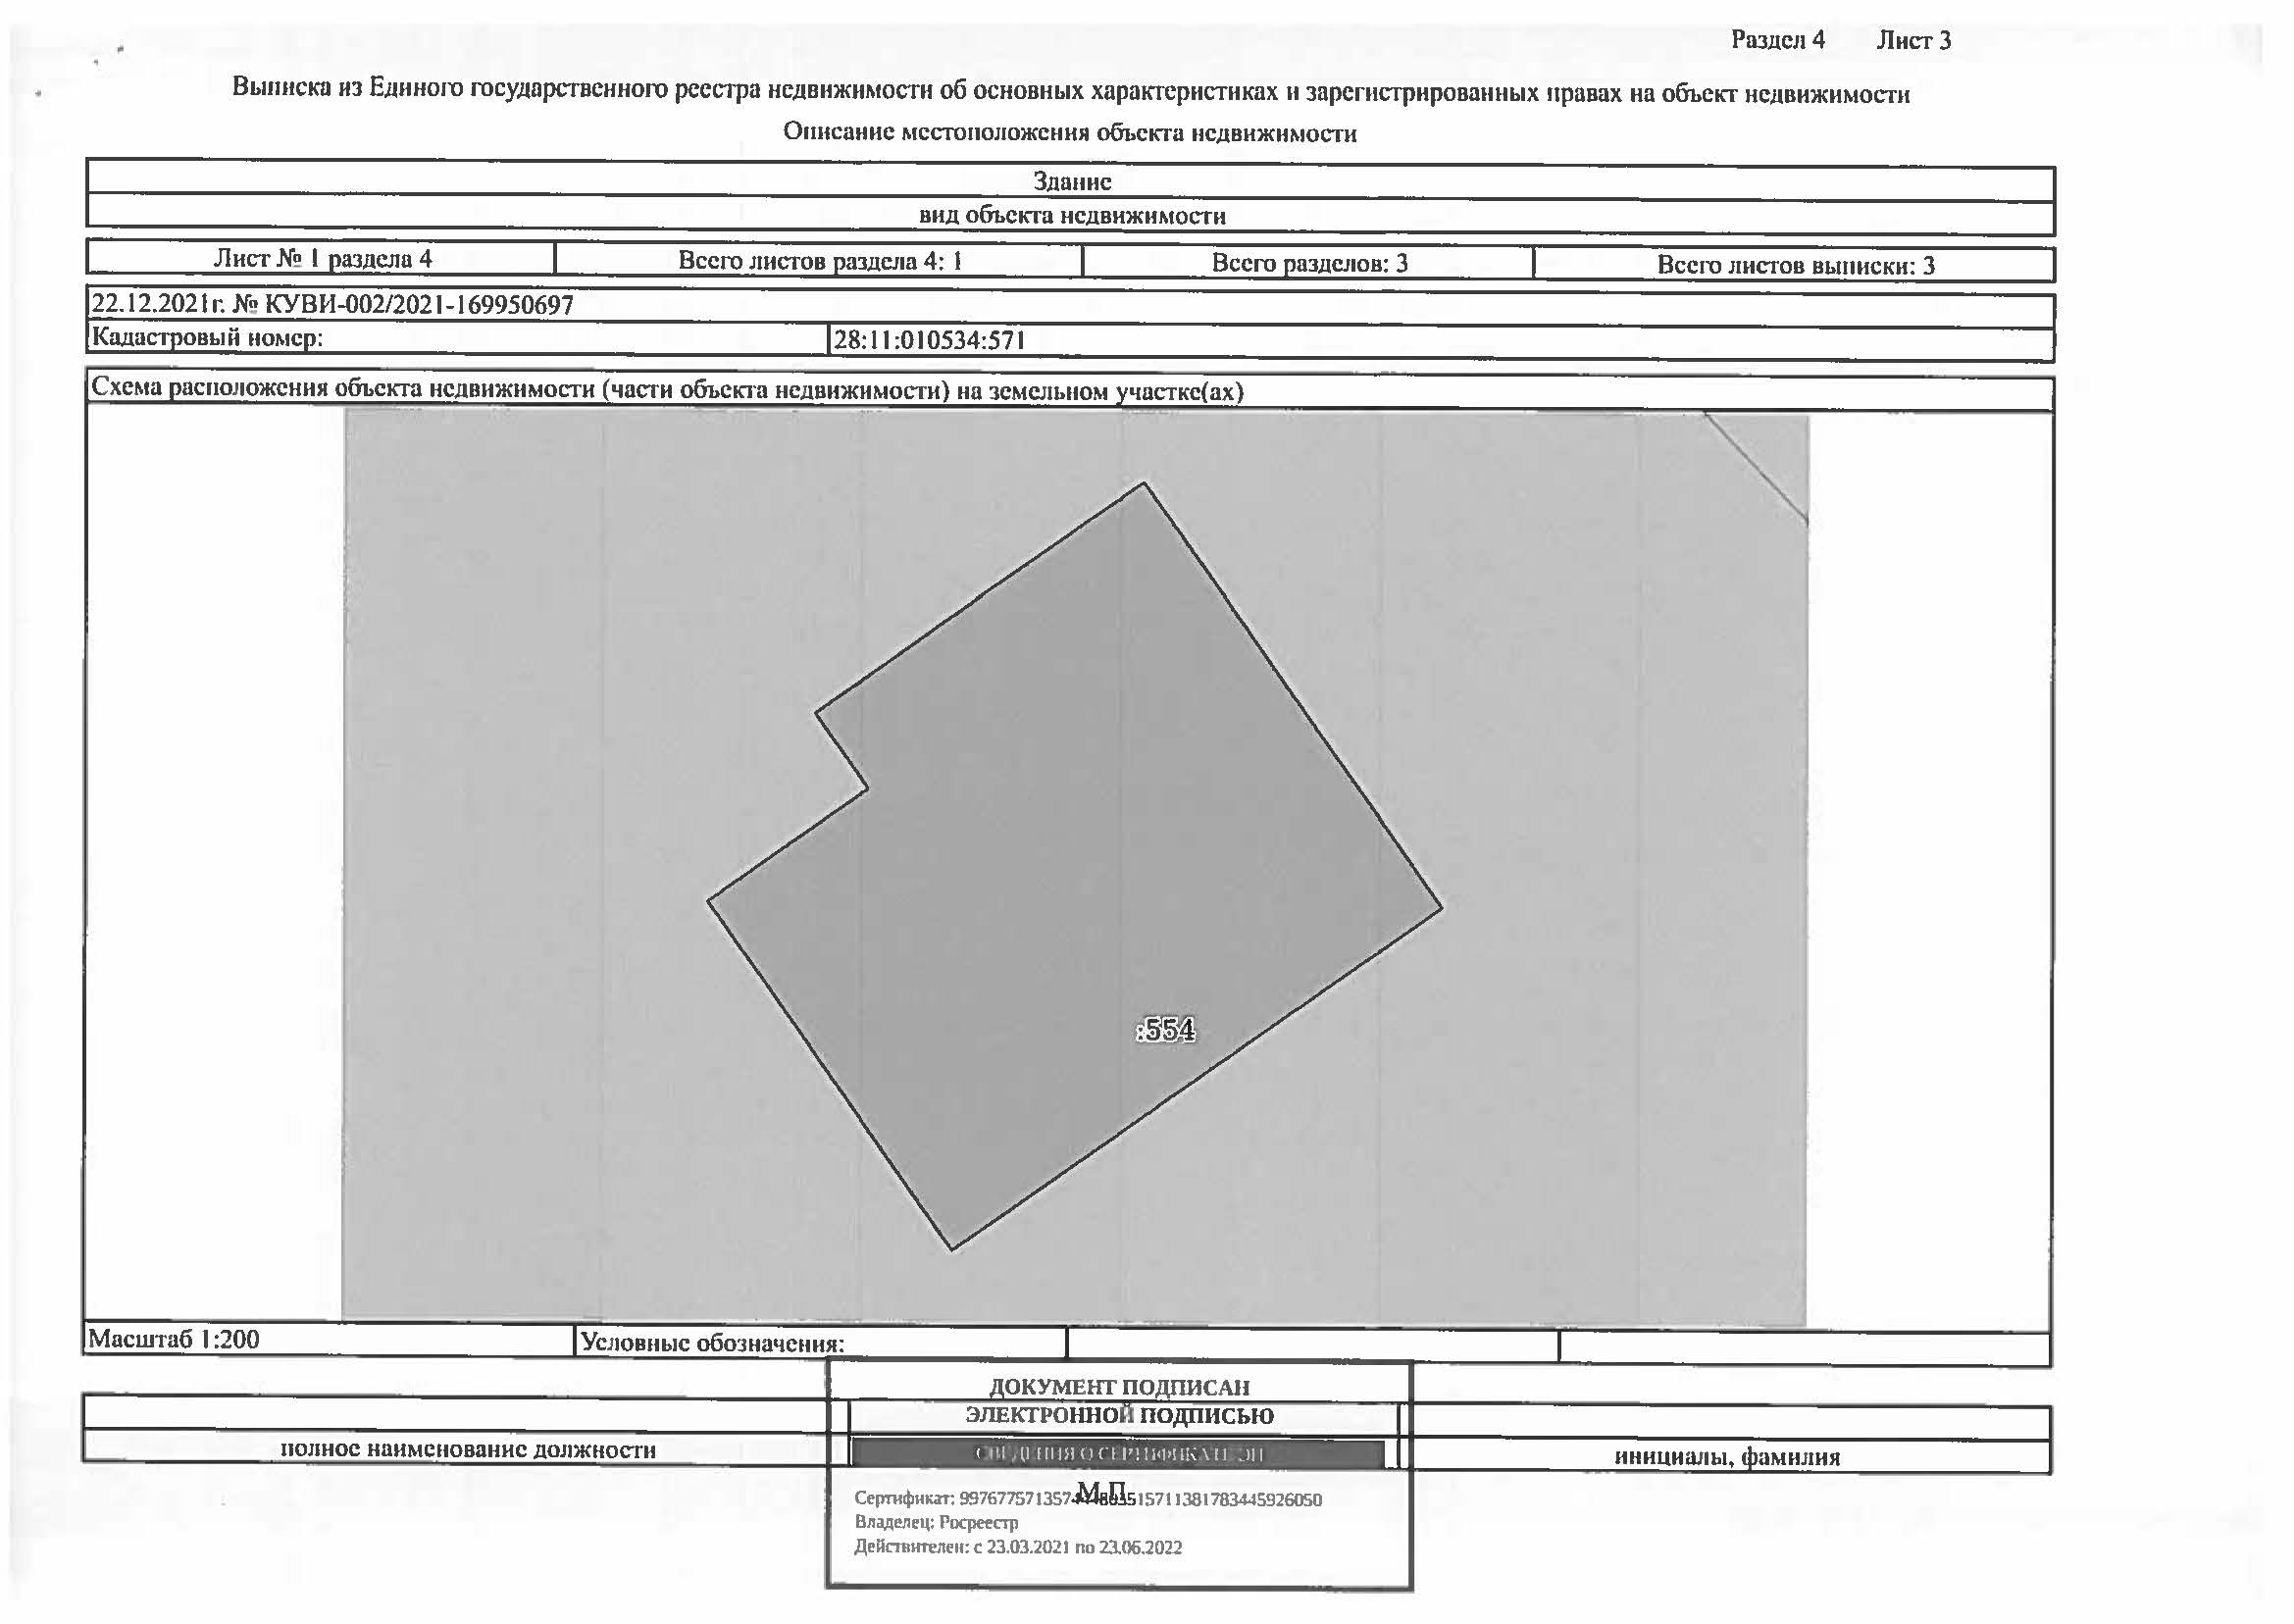 Раздел 4 Лист 3
Выписка из Единого государственного реестра недвижимости об основных характеристиках и зарегистрированных правах на объект недвижимости
Описание местоположения объекта недвижимости
Здание
вид объекта недвижимости
Лист № 1 раздела 4 Всего листов раздела 4: 1 Всего разделов: 3 Всего листов выписки: 3
22.12.2021г. № КУВИ-002/2021-169950697
Кадастровый номер: 28:11:010534:571
Схема расположения объекта недвижимости (части объекта недвижимости) на земельном участке(ах)
:554
Масштаб 1:200 Условные обозначения:
ДОКУМЕНТ ПОДПИСАН
ЭЛЕКТРОННОЙ ПОДПИСЬЮ
полное наименование должности СВЕДЕНИЯ О СЕРТИФИКАТЕ ЭП инициалы, фамилия
М.П.
Сертификат:
Владелец: Росреестр
Действителен: с 23.03.2021 по 23.06.2022